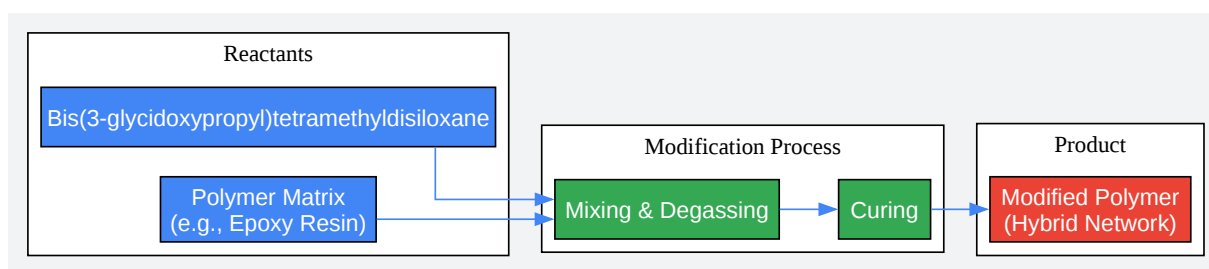 Reactants
Bis(3-glycidoxypropyl)tetramethyldisiloxane
Polymer Matrix
(e.g., Epoxy Resin)
Modification Process
Mixing & Degassing
Curing
Product
Modified Polymer
(Hybrid Network)